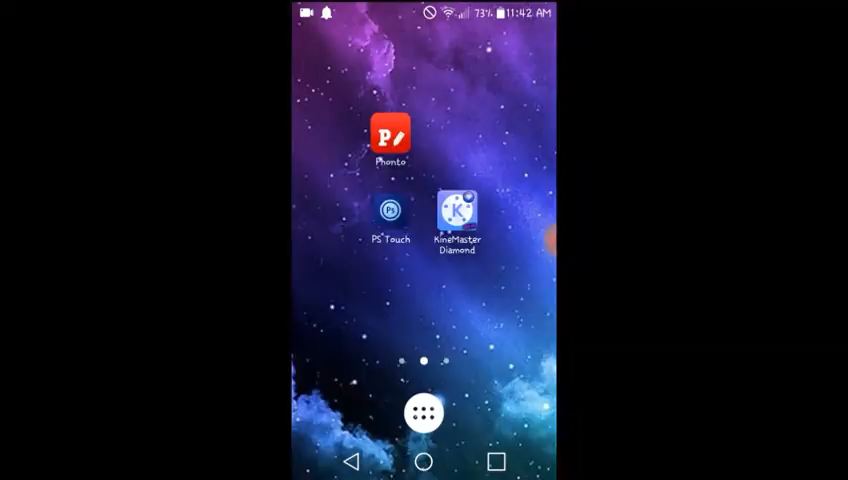 73% 11:42 AM
P
Phonto
Ps
K
PS Touch
KineMaster
Diamond